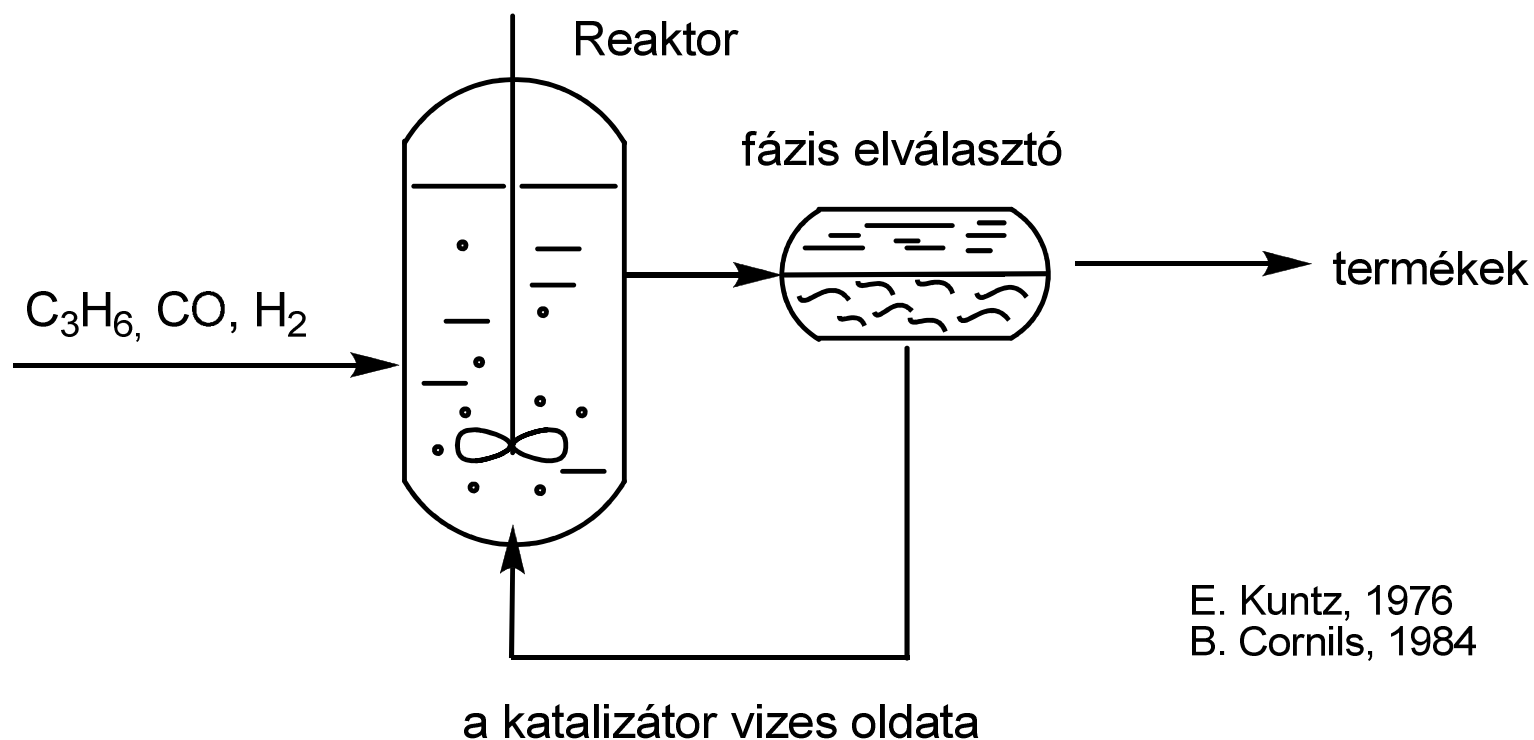 Reaktor
fázis elválasztó
termékek
C₃H₆, CO, H₂
E. Kuntz, 1976
B. Cornils, 1984
a katalizátor vizes oldata